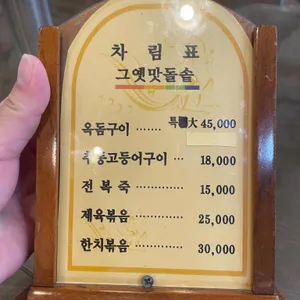 차 림 표
그옛맛돌솥
옥돔구이 ....... 특大 45,000
고등어구이 ... 18,000
전 복 죽 15,000
제육볶음 ...... 25,000
한치볶음 ...... 30,000